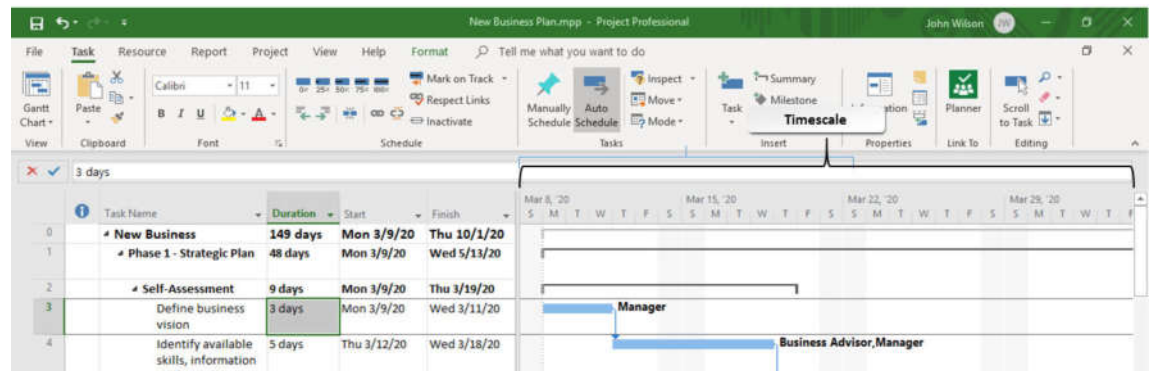 New Business Plan.mpp - Project Professional
John Wilson
JW
File Task Resource Report Project View Help Format Tell me what you want to do
Gantt Chart
Paste
Calibri 11
B I U A
0% 25% 50% 75% 100%
Mark on Track
Respect Links
Inactivate
Manually Schedule
Auto Schedule
Inspect
Move
Mode
Task
Summary
Milestone
Planner
Scroll to Task
Timescale
View Clipboard Font Schedule Tasks Insert Properties Link To Editing
3 days
Task Name Duration Start Finish
Mar 8, '20 Mar 15, '20 Mar 22, '20 Mar 29, '20
S M T W T F S S M T W T F S S M T W T F S S M T W T F
0 New Business 149 days Mon 3/9/20 Thu 10/1/20
1 Phase 1 - Strategic Plan 48 days Mon 3/9/20 Wed 5/13/20
2 Self-Assessment 9 days Mon 3/9/20 Thu 3/19/20
3 Define business vision 3 days Mon 3/9/20 Wed 3/11/20
Manager
4 Identify available skills, information 5 days Thu 3/12/20 Wed 3/18/20
Business Advisor,Manager